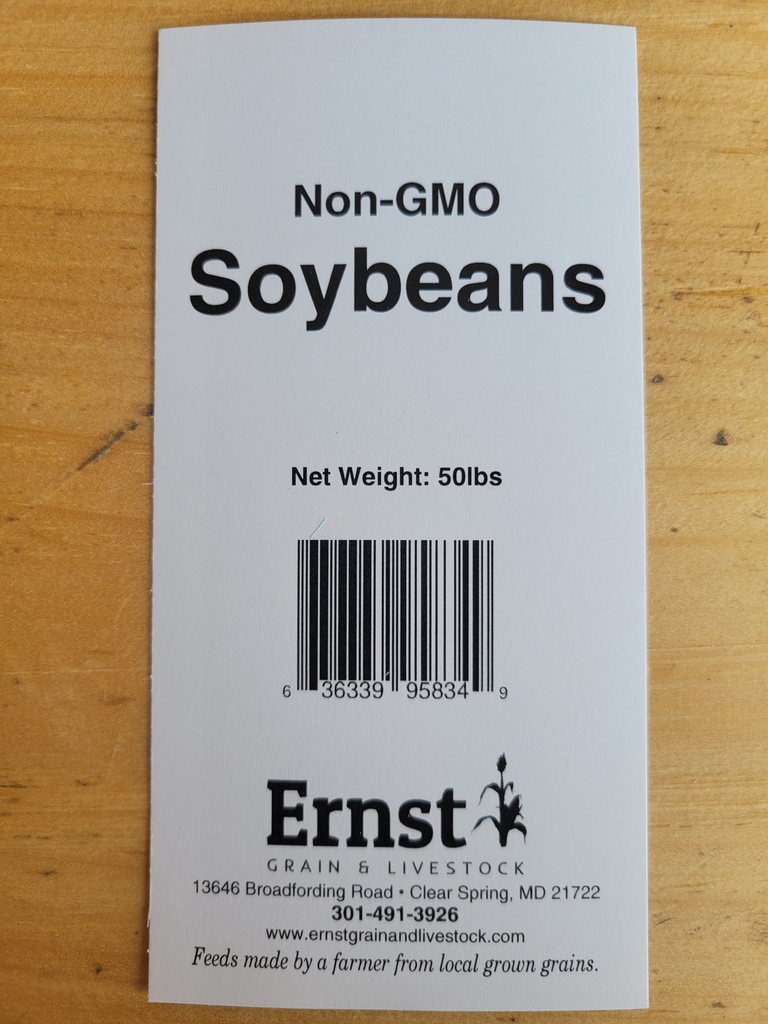 Non-GMO
Soybeans
Net Weight: 50lbs
6 36339 95834 9
Ernst
GRAIN & LIVESTOCK
13646 Broadfording Road • Clear Spring, MD 21722
301-491-3926
www.ernstgrainandlivestock.com
Feeds made by a farmer from local grown grains.